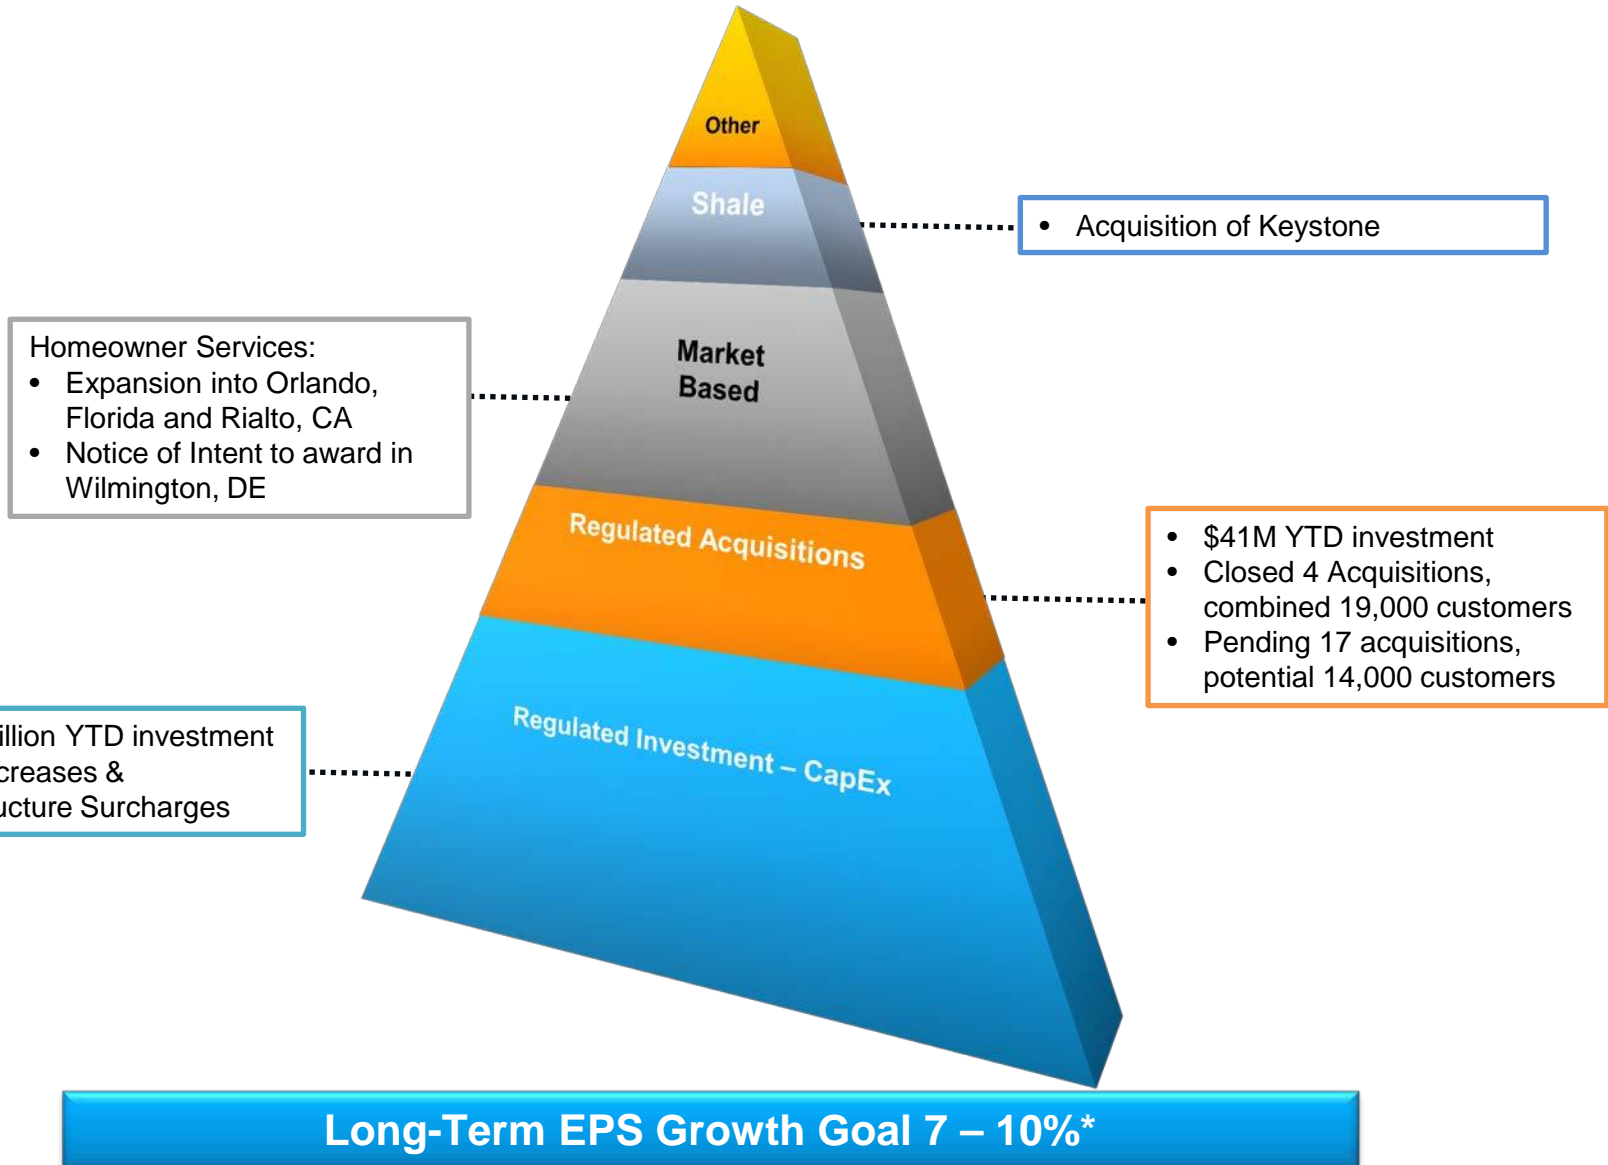 Other
Shale
• Acquisition of Keystone
Market
Based
Homeowner Services:
• Expansion into Orlando,
Florida and Rialto, CA
• Notice of Intent to award in
Wilmington, DE
Regulated Acquisitions
• $41M YTD investment
• Closed 4 Acquisitions,
combined 19,000 customers
• Pending 17 acquisitions,
potential 14,000 customers
Regulated Investment – CapEx
YTD investment
&
Surcharges
Long-Term EPS Growth Goal 7 – 10%*